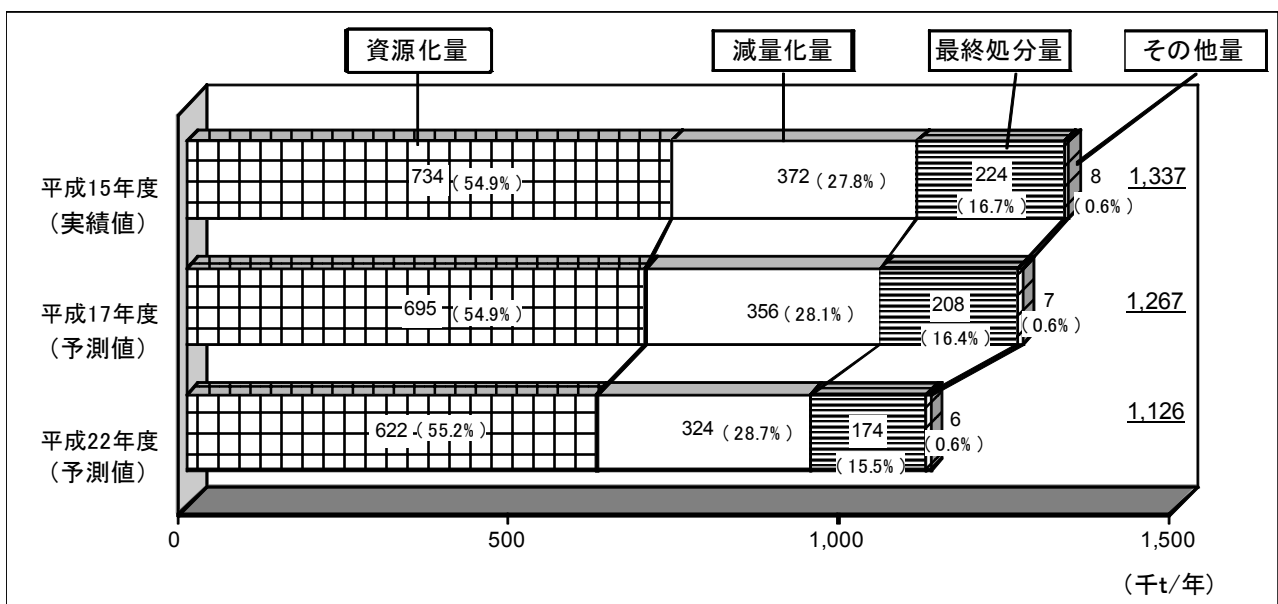 資源化量 減量化量 最終処分量 その他量
平成15年度
（実績値）
734（54.9%） 372（27.8%） 224 8 1,337
（16.7%） （0.6%）
平成17年度
（予測値）
695（54.9%） 356（28.1%） 208 7 1,267
（16.4%） （0.6%）
平成22年度
（予測値）
622（55.2%） 324（28.7%） 174 6 1,126
（15.5%） （0.6%）
0 500 1,000 1,500
（千t/年）